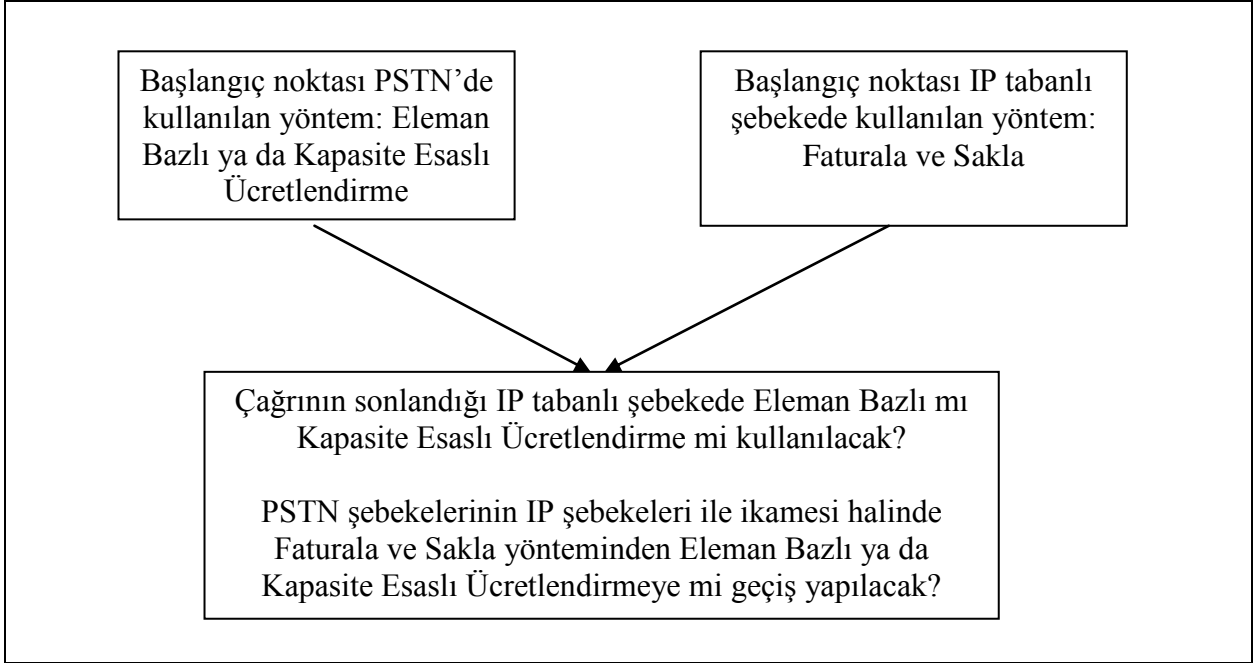 Başlangıç noktası PSTN’de
kullanılan yöntem: Eleman
Bazlı ya da Kapasite Esaslı
Ücretlendirme
Başlangıç noktası IP tabanlı
şebekede kullanılan yöntem:
Faturala ve Sakla
Çağrının sonlandığı IP tabanlı şebekede Eleman Bazlı mı
Kapasite Esaslı Ücretlendirme mi kullanılacak?
PSTN şebekelerinin IP şebekeleri ile ikamesi halinde
Faturala ve Sakla yönteminden Eleman Bazlı ya da
Kapasite Esaslı Ücretlendirmeye mi geçiş yapılacak?